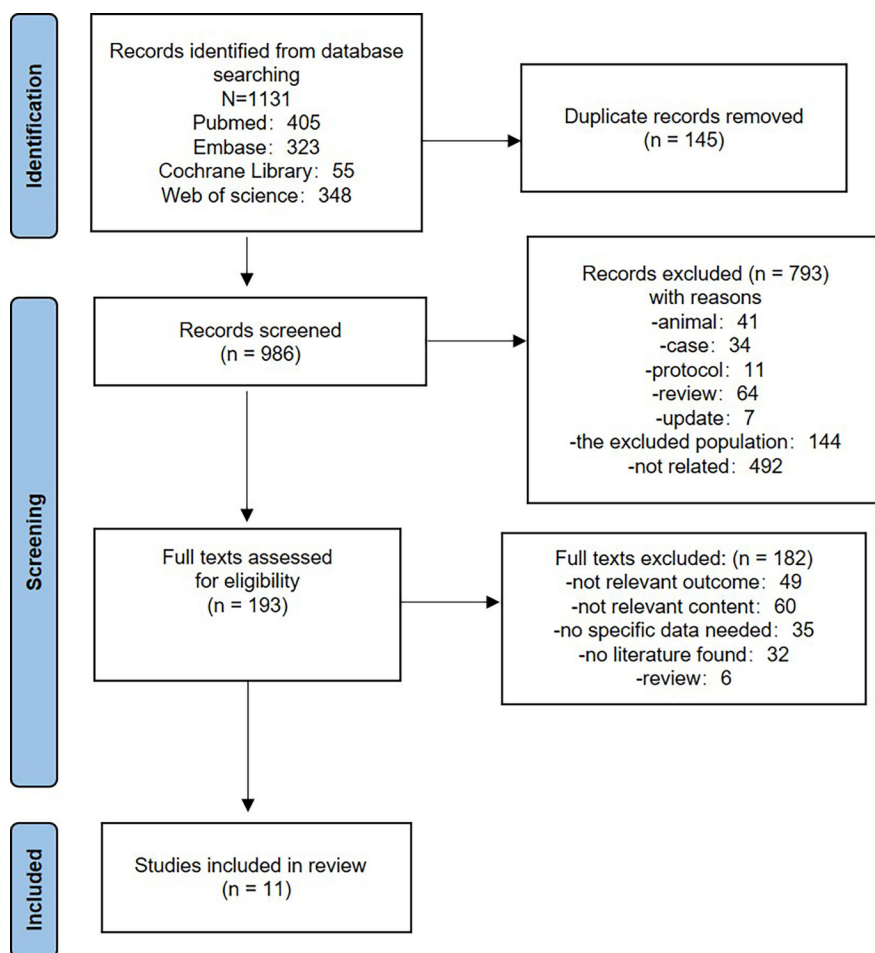 Identification
Records identified from database
searching
N=1131
Pubmed：405
Embase：323
Cochrane Library：55
Web of science：348
Duplicate records removed
(n = 145)
Screening
Records screened
(n = 986)
Records excluded (n = 793)
with reasons
-animal：41
-case：34
-protocol：11
-review：64
-update：7
-the excluded population：144
-not related：492
Full texts assessed
for eligibility
(n = 193)
Full texts excluded: (n = 182)
-not relevant outcome：49
-not relevant content：60
-no specific data needed：35
-no literature found：32
-review：6
Included
Studies included in review
(n = 11)